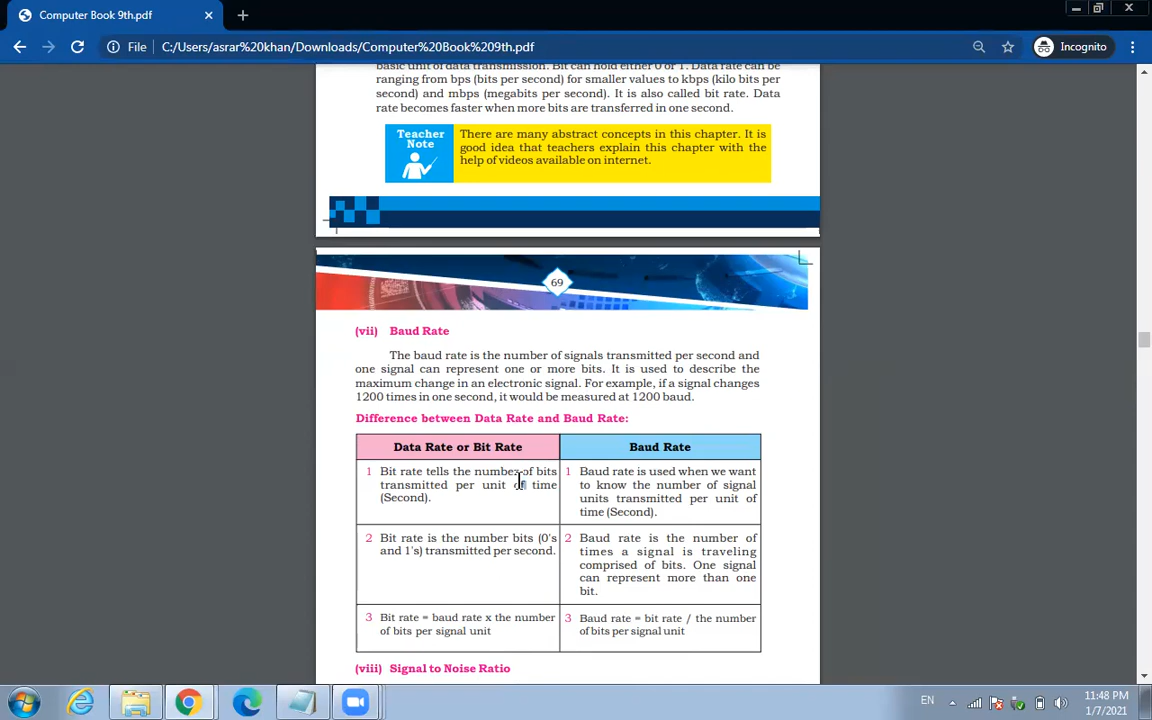 Computer Book 9th.pdf
File
C:/Users/asrar%20khan/Downloads/Computer%20Book%209th.pdf
Incognito
basic unit of data transmission. Bit can hold either 0 or 1. Data rate can be
ranging from bps (bits per second) for smaller values to kbps (kilo bits per
second) and mbps (megabits per second). It is also called bit rate. Data
rate becomes faster when more bits are transferred in one second.
Teacher
Note
There are many abstract concepts in this chapter. It is
good idea that teachers explain this chapter with the
help of videos available on internet.
69
(vii) Baud Rate
The baud rate is the number of signals transmitted per second and
one signal can represent one or more bits. It is used to describe the
maximum change in an electronic signal. For example, if a signal changes
1200 times in one second, it would be measured at 1200 baud.
Difference between Data Rate and Baud Rate:
Data Rate or Bit Rate
Baud Rate
1 Bit rate tells the number of bits
transmitted per unit of time
(Second).
1 Baud rate is used when we want
to know the number of signal
units transmitted per unit of
time (Second).
2 Bit rate is the number bits (0's
and 1's) transmitted per second.
2 Baud rate is the number of
times a signal is traveling
comprised of bits. One signal
can represent more than one
bit.
3 Bit rate = baud rate x the number
of bits per signal unit
3 Baud rate = bit rate / the number
of bits per signal unit
(viii) Signal to Noise Ratio
EN
11:48 PM
1/7/2021